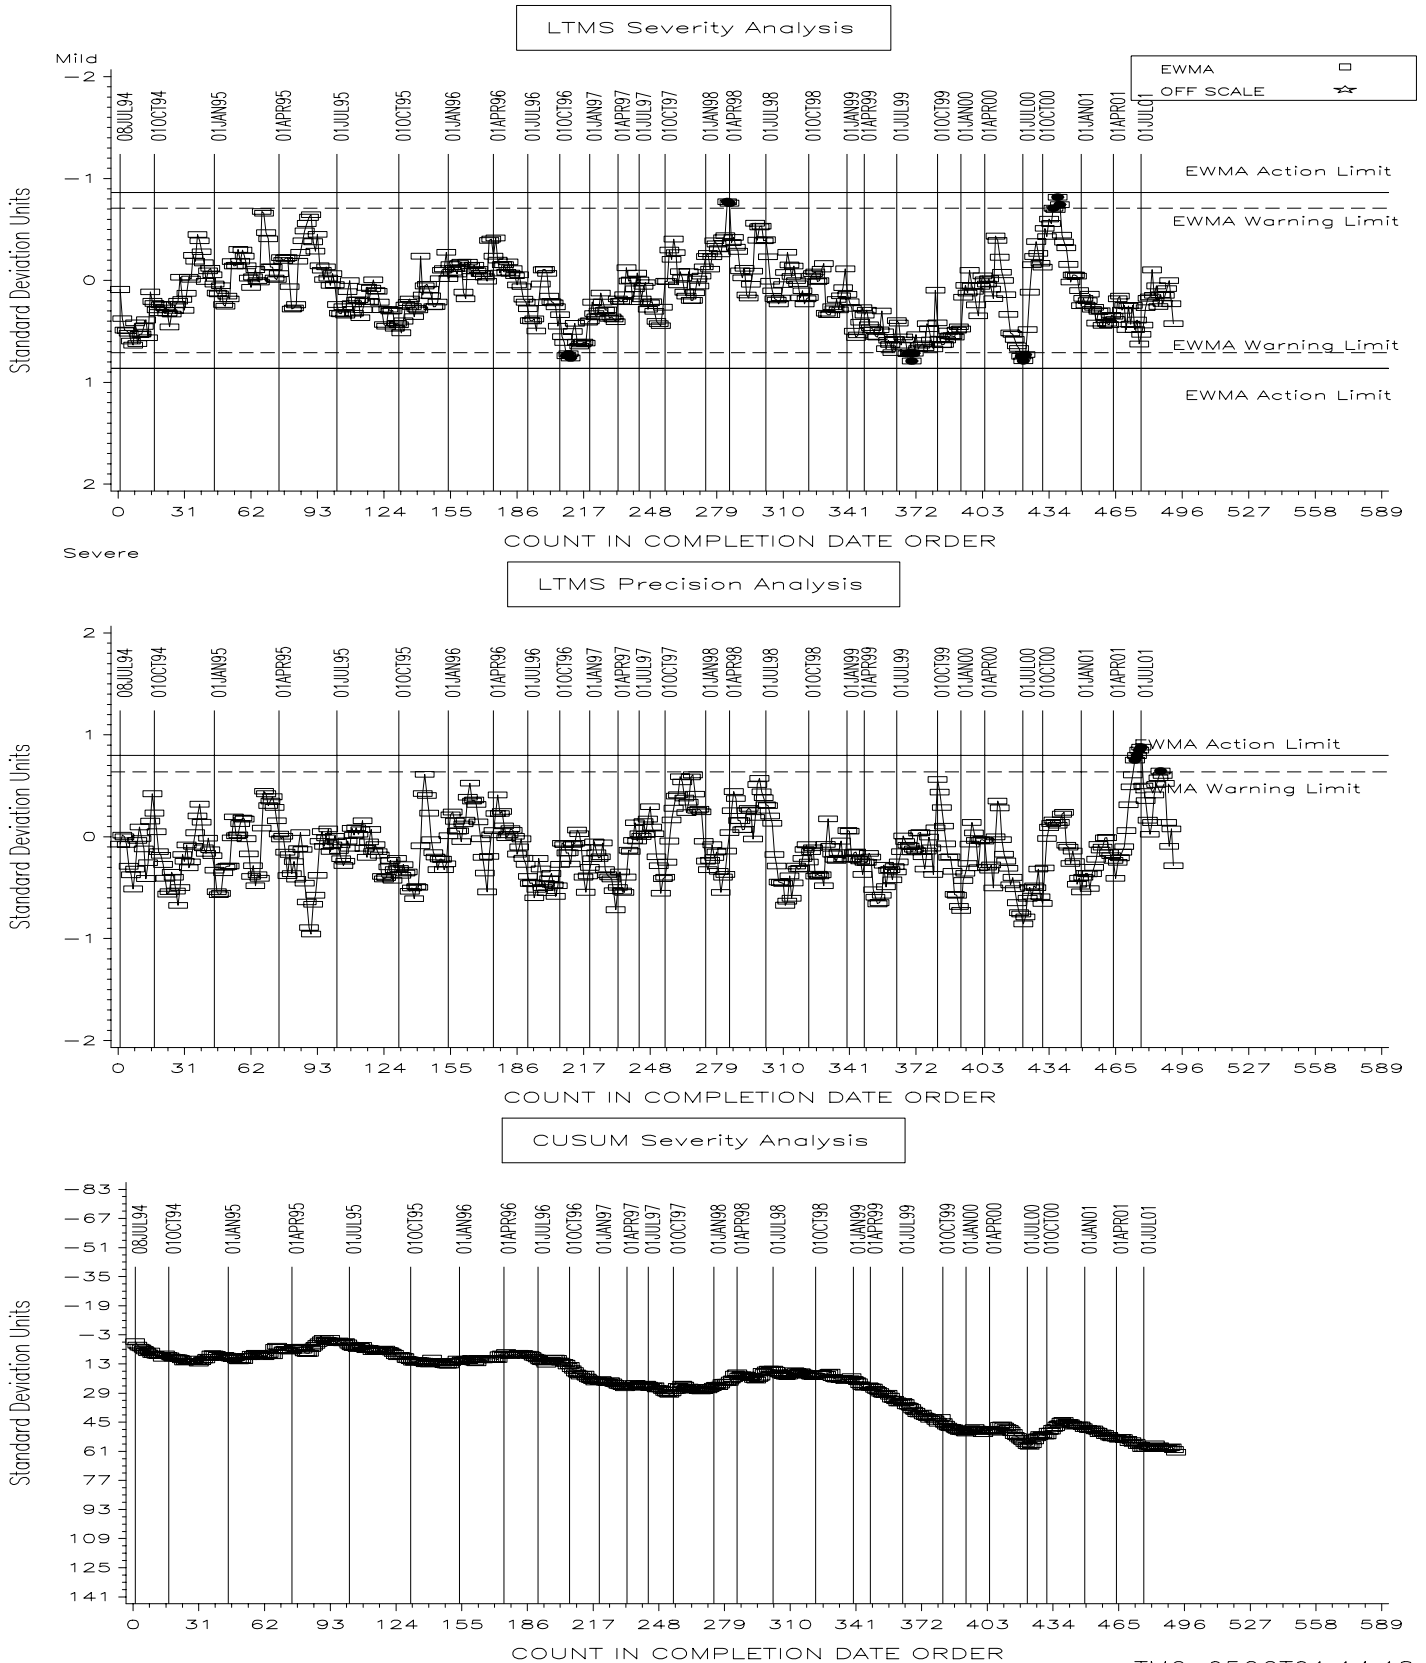 LTMS Severity Analysis
Mild
EWMA
OFF SCALE
-2
-1
0
1
2
Standard Deviation Units
08JUL94 01OCT94 01JAN95 01APR95 01JUL95 01OCT95 01JAN96 01APR96 01JUL96 01OCT96 01JAN97 01APR97 01JUL97 01OCT97 01JAN98 01APR98 01JUL98 01OCT98 01JAN99 01APR99 01JUL99 01OCT99 01JAN00 01APR00 01JUL00 01OCT00 01JAN01 01APR01 01JUL01
EWMA Action Limit
EWMA Warning Limit
EWMA Warning Limit
EWMA Action Limit
0 31 62 93 124 155 186 217 248 279 310 341 372 403 434 465 496 527 558 589
COUNT IN COMPLETION DATE ORDER
Severe
LTMS Precision Analysis
2
1
0
-1
-2
Standard Deviation Units
08JUL94 01OCT94 01JAN95 01APR95 01JUL95 01OCT95 01JAN96 01APR96 01JUL96 01OCT96 01JAN97 01APR97 01JUL97 01OCT97 01JAN98 01APR98 01JUL98 01OCT98 01JAN99 01APR99 01JUL99 01OCT99 01JAN00 01APR00 01JUL00 01OCT00 01JAN01 01APR01 01JUL01
WMA Action Limit
WMA Warning Limit
0 31 62 93 124 155 186 217 248 279 310 341 372 403 434 465 496 527 558 589
COUNT IN COMPLETION DATE ORDER
CUSUM Severity Analysis
-83
-67
-51
-35
-19
-3
13
29
45
61
77
93
109
125
141
Standard Deviation Units
08JUL94 01OCT94 01JAN95 01APR95 01JUL95 01OCT95 01JAN96 01APR96 01JUL96 01OCT96 01JAN97 01APR97 01JUL97 01OCT97 01JAN98 01APR98 01JUL98 01OCT98 01JAN99 01APR99 01JUL99 01OCT99 01JAN00 01APR00 01JUL00 01OCT00 01JAN01 01APR01 01JUL01
0 31 62 93 124 155 186 217 248 279 310 341 372 403 434 465 496 527 558 589
COUNT IN COMPLETION DATE ORDER